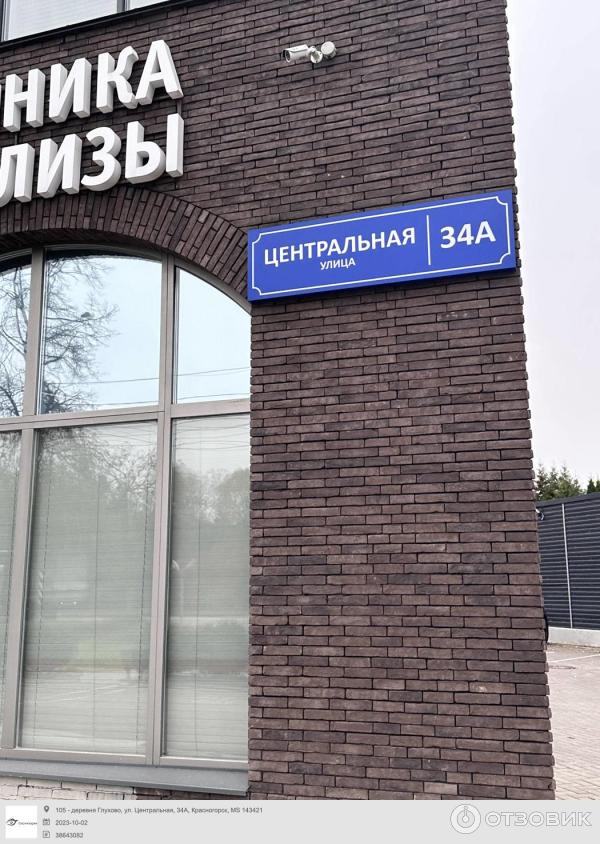 НИКА
ЛИЗЫ
ЦЕНТРАЛЬНАЯ
УЛИЦА
34А
105 - деревня Глухово, ул. Центральная, 34А, Красногорск, MS 143421
2023-10-02
38643082
ОТЗОВИК